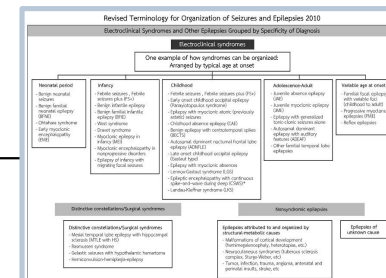 Revised Terminology for Organization of Seizures and Epilepsies 2010
Electroclinical Syndromes and Other Epilepsies Grouped by Specificity of Diagnosis
Electroclinical syndromes
One example of how syndromes can be organized:
Arranged by typical age at onset
Neonatal period
- Benign neonatal
seizures
- Benign familial
neonatal epilepsy
(BFNE)
- Ohtahara syndrome
- Early myoclonic
encephalopathy
(EME)
Infancy
- Febrile seizures, Febrile
seizures plus (FS+)
- Benign infantile epilepsy
- Benign familial infantile
epilepsy (BFIE)
- West syndrome
- Dravet syndrome
- Myoclonic epilepsy in
infancy (MEI)
- Myoclonic encephalopathy in
nonprogressive disorders
- Epilepsy of infancy with
migrating focal seizures
Childhood
- Febrile seizures, Febrile seizures plus (FS+)
- Early onset childhood occipital epilepsy
(Panayiotopoulos syndrome)
- Epilepsy with myoclonic atonic (previously
astatic) seizures
- Childhood absence epilepsy (CAE)
- Benign epilepsy with centrotemporal spikes
(BECTS)
- Autosomal dominant nocturnal frontal lobe
epilepsy (ADNFLE)
- Late onset childhood occipital epilepsy
(Gastaut type)
- Epilepsy with myoclonic absences
- Lennox-Gastaut syndrome (LGS)
- Epileptic encephalopathy with continuous
spike-and-wave during sleep (CSWS)*
- Landau-Kleffner syndrome (LKS)
Adolescence-Adult
- Juvenile absence epilepsy
(JAE)
- Juvenile myoclonic epilepsy
(JME)
- Epilepsy with generalized
tonic-clonic seizures alone
- Autosomal dominant
epilepsy with auditory
features (ADEAF)
- Other familial temporal lobe
epilepsies
Variable age at onset
- Familial focal epilepsy
with variable foci
(childhood to adult)
- Progressive myoclonus
epilepsies (PME)
- Reflex epilepsies
Distinctive constellations/Surgical syndromes
Nonsyndromic epilepsies
Distinctive constellations/Surgical syndromes
- Mesial temporal lobe epilepsy with hippocampal
sclerosis (MTLE with HS)
- Rasmussen syndrome
- Gelastic seizures with hypothalamic hamartoma
- Hemiconvulsion-hemiplegia-epilepsy
Epilepsies attributed to and organized by
structural-metabolic causes
- Malformations of cortical development
(hemimegalencephaly, heterotopias, etc.)
- Neurocutaneous syndromes (tuberous sclerosis
complex, Sturge-Weber, etc)
- Tumor, infection, trauma, angioma, antenatal and
perinatal insults, stroke, etc
Epilepsies of
unknown cause